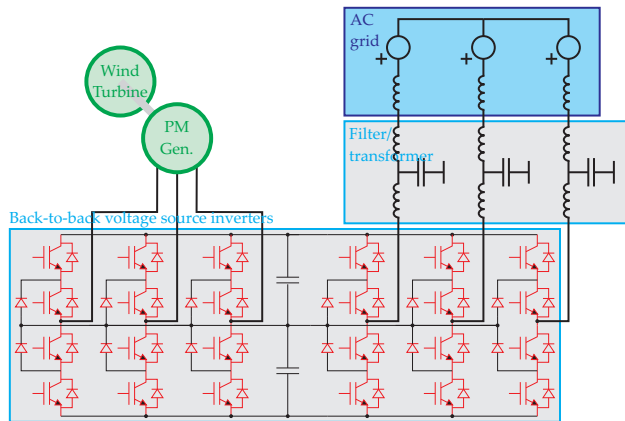 AC
grid
Wind
Turbine
PM
Gen.
Filter/
transformer
Back-to-back voltage source inverters
+
+
+